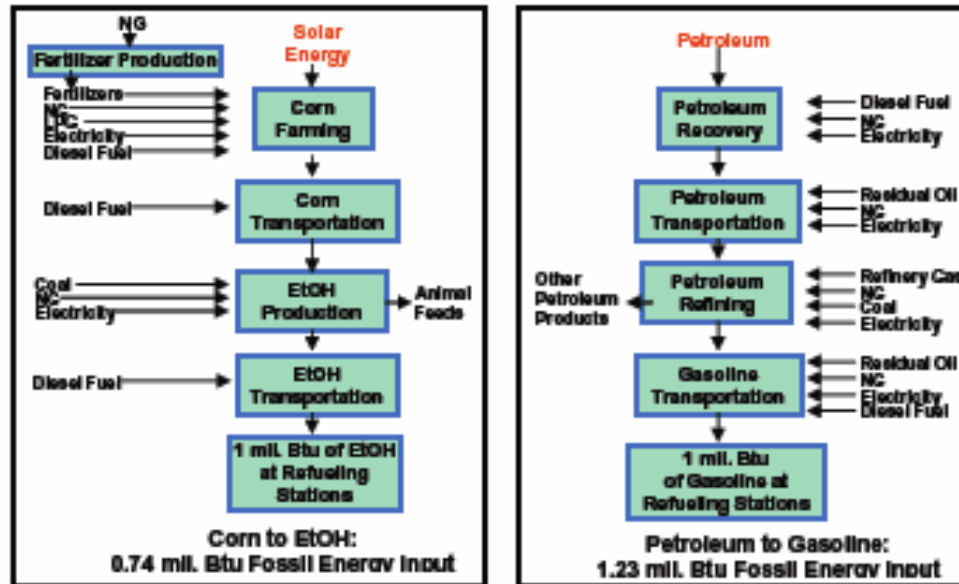 NG
Fertilizer Production
Fertilizers
NG
LPG
Electricity
Diesel Fuel
Solar
Energy
Corn
Farming
Diesel Fuel
Corn
Transportation
Coal
NG
Electricity
EtOH
Production
Animal
Feeds
Diesel Fuel
EtOH
Transportation
1 mil. Btu of EtOH
at Refueling
Stations
Corn to EtOH:
0.74 mil. Btu Fossil Energy Input
Petroleum
Petroleum
Recovery
Diesel Fuel
NG
Electricity
Petroleum
Transportation
Residual Oil
NG
Electricity
Other
Petroleum
Products
Petroleum
Refining
Refinery Gas
NG
Coal
Electricity
Gasoline
Transportation
Residual Oil
NG
Electricity
Diesel Fuel
1 mil. Btu
of Gasoline at
Refueling Stations
Petroleum to Gasoline:
1.23 mil. Btu Fossil Energy Input